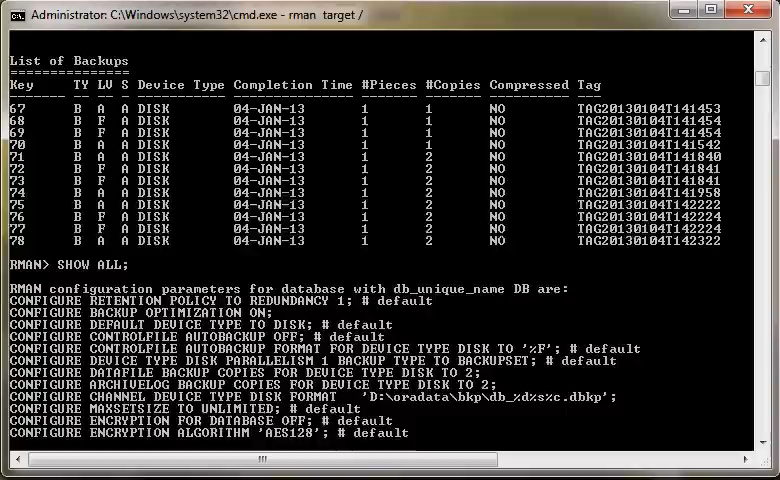 Administrator: C:\Windows\system32\cmd.exe - rman  target /
List of Backups
===============
Key     TY LV S Device Type Completion Time #Pieces #Copies Compressed Tag
------- -- -- - ----------- --------------- ------- ------- ---------- ---
67      B  A  A DISK        04-JAN-13       1       1       NO         TAG20130104T141453
68      B  F  A DISK        04-JAN-13       1       1       NO         TAG20130104T141454
69      B  F  A DISK        04-JAN-13       1       1       NO         TAG20130104T141454
70      B  A  A DISK        04-JAN-13       1       1       NO         TAG20130104T141542
71      B  A  A DISK        04-JAN-13       1       2       NO         TAG20130104T141840
72      B  F  A DISK        04-JAN-13       1       2       NO         TAG20130104T141841
73      B  F  A DISK        04-JAN-13       1       2       NO         TAG20130104T141841
74      B  A  A DISK        04-JAN-13       1       2       NO         TAG20130104T141958
75      B  A  A DISK        04-JAN-13       1       2       NO         TAG20130104T142222
76      B  F  A DISK        04-JAN-13       1       2       NO         TAG20130104T142224
77      B  F  A DISK        04-JAN-13       1       2       NO         TAG20130104T142224
78      B  A  A DISK        04-JAN-13       1       2       NO         TAG20130104T142322
RMAN> SHOW ALL;
RMAN configuration parameters for database with db_unique_name DB are:
CONFIGURE RETENTION POLICY TO REDUNDANCY 1; # default
CONFIGURE BACKUP OPTIMIZATION ON;
CONFIGURE DEFAULT DEVICE TYPE TO DISK; # default
CONFIGURE CONTROLFILE AUTOBACKUP OFF; # default
CONFIGURE CONTROLFILE AUTOBACKUP FORMAT FOR DEVICE TYPE DISK TO '%F'; # default
CONFIGURE DEVICE TYPE DISK PARALLELISM 1 BACKUP TYPE TO BACKUPSET; # default
CONFIGURE DATAFILE BACKUP COPIES FOR DEVICE TYPE DISK TO 2;
CONFIGURE ARCHIVELOG BACKUP COPIES FOR DEVICE TYPE DISK TO 2;
CONFIGURE CHANNEL DEVICE TYPE DISK FORMAT   'D:\oradata\bkp\db_%d%s%c.dbkp';
CONFIGURE MAXSETSIZE TO UNLIMITED; # default
CONFIGURE ENCRYPTION FOR DATABASE OFF; # default
CONFIGURE ENCRYPTION ALGORITHM 'AES128'; # default